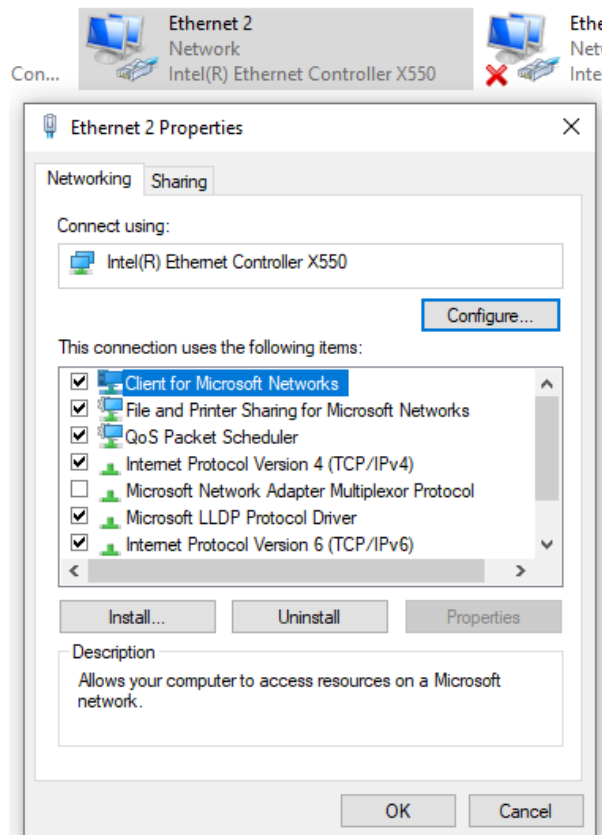 Ethernet 2
Network
Con... Intel(R) Ethernet Controller X550
Ethe
Net
Inte
Ethernet 2 Properties
Networking Sharing
Connect using:
Intel(R) Ethernet Controller X550
Configure...
This connection uses the following items:
Client for Microsoft Networks
File and Printer Sharing for Microsoft Networks
QoS Packet Scheduler
Internet Protocol Version 4 (TCP/IPv4)
Microsoft Network Adapter Multiplexor Protocol
Microsoft LLDP Protocol Driver
Internet Protocol Version 6 (TCP/IPv6)
Install... Uninstall Properties
Description
Allows your computer to access resources on a Microsoft
network.
OK Cancel